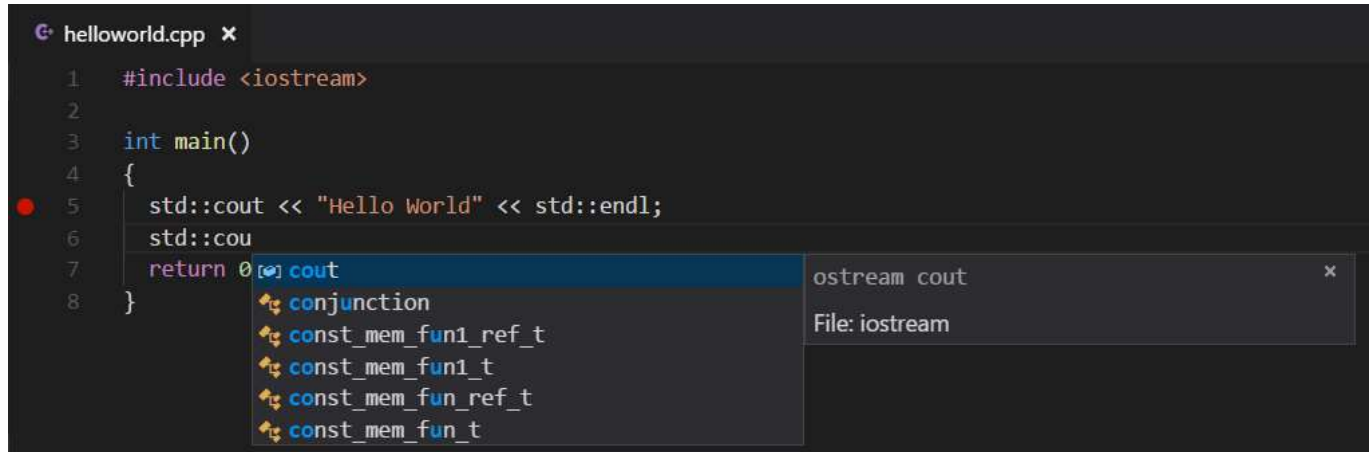 helloworld.cpp ×
1 #include <iostream>
2
3 int main()
4 {
5 std::cout << "Hello World" << std::endl;
6 std::cou
7 return 0
8 }
cout
conjunction
const_mem_fun1_ref_t
const_mem_fun1_t
const_mem_fun_ref_t
const_mem_fun_t
ostream cout ×
File: iostream